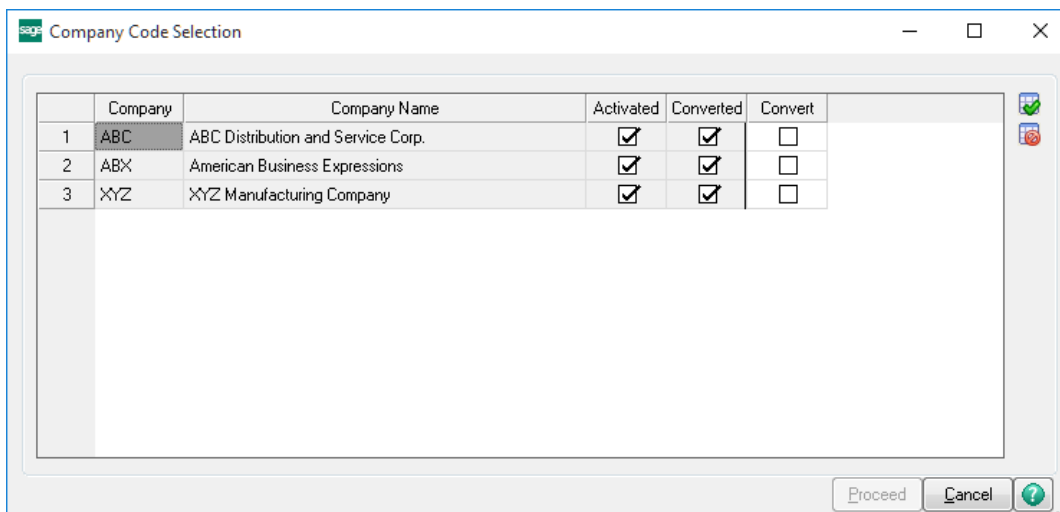 sage Company Code Selection
Company Company Name Activated Converted Convert
1 ABC ABC Distribution and Service Corp.
2 ABX American Business Expressions
3 XYZ XYZ Manufacturing Company
Proceed Cancel ?